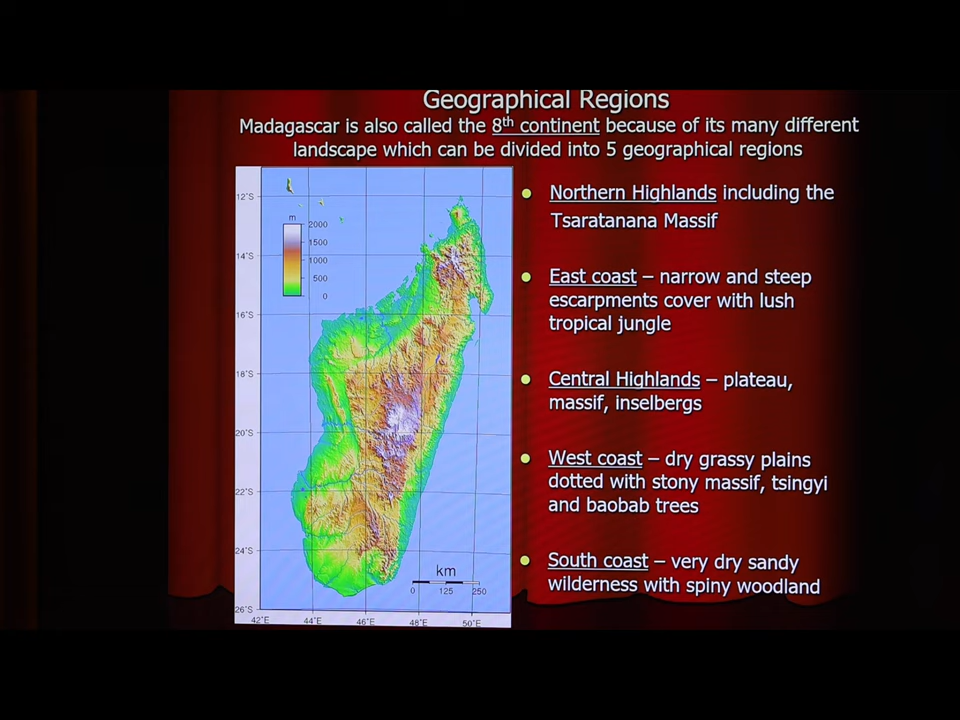 Geographical Regions
Madagascar is also called the 8th continent because of its many different
landscape which can be divided into 5 geographical regions
12°S
14°S
16°S
18°S
20°S
22°S
24°S
26°S
42°E
44°E
46°E
48°E
50°E
m
2000
1500
1000
500
0
km
0 125 250
Northern Highlands including the
Tsaratanana Massif
East coast – narrow and steep
escarpments cover with lush
tropical jungle
Central Highlands – plateau,
massif, inselbergs
West coast – dry grassy plains
dotted with stony massif, tsingyi
and baobab trees
South coast – very dry sandy
wilderness with spiny woodland